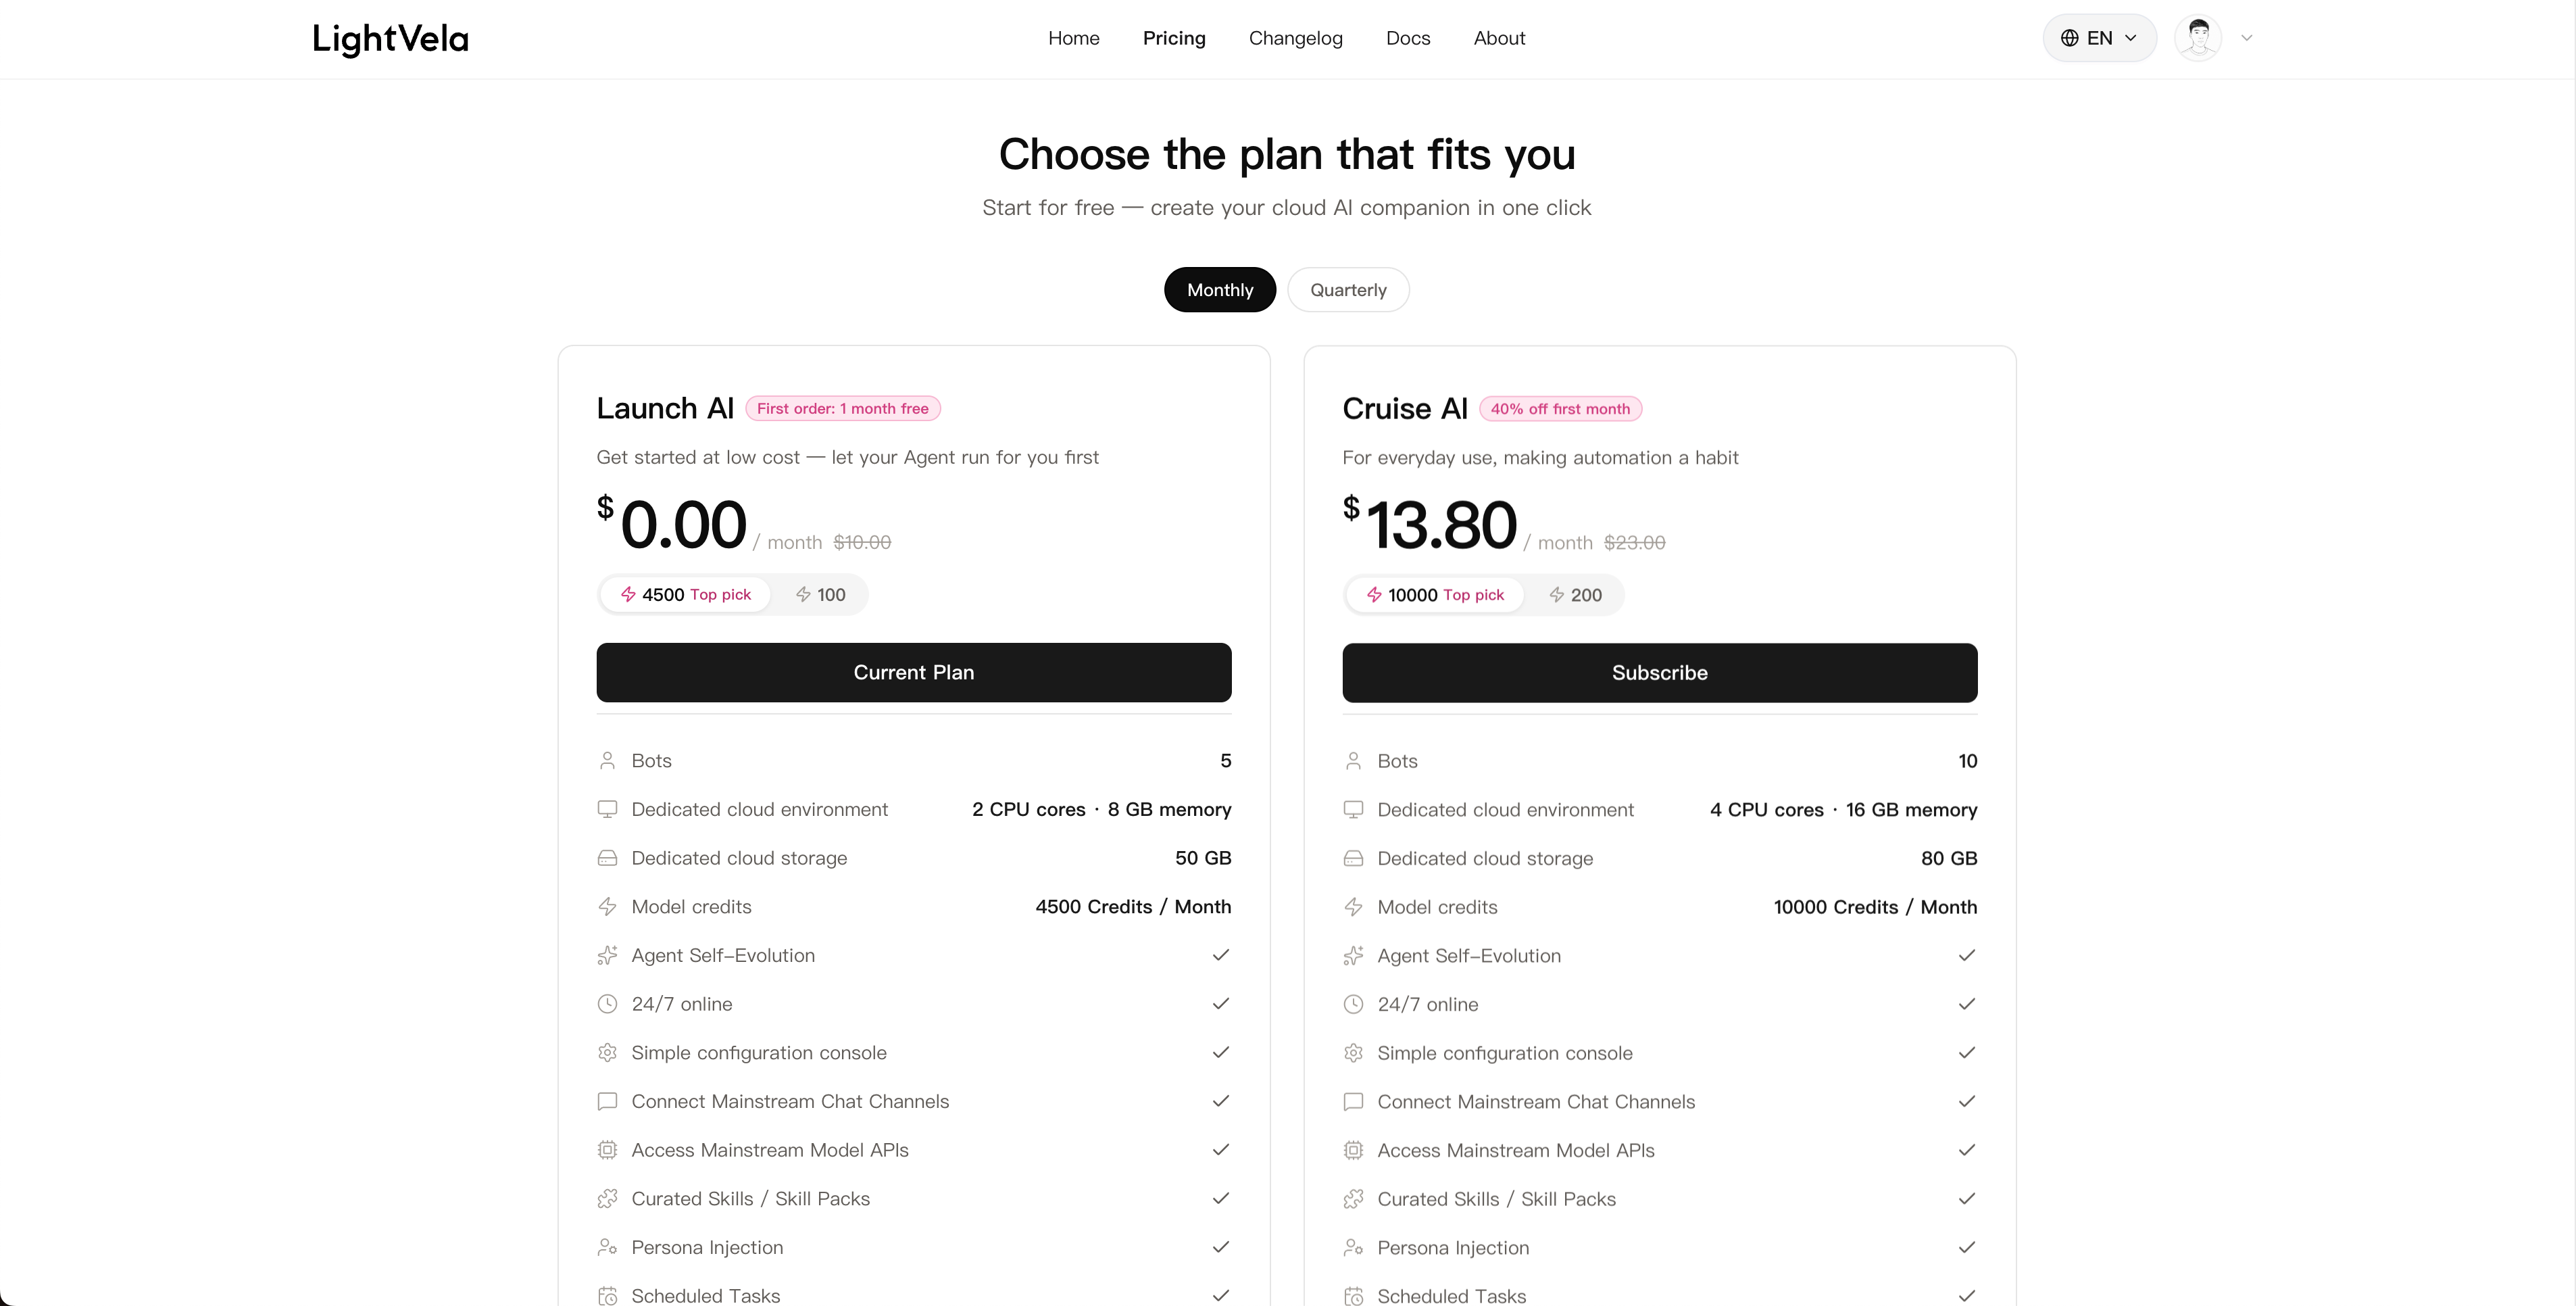 LightVela
Home Pricing Changelog Docs About
EN
Choose the plan that fits you
Start for free — create your cloud AI companion in one click
Monthly Quarterly
Launch AI First order: 1 month free
Get started at low cost — let your Agent run for you first
$0.00 / month $10.00
4500 Top pick 100
Current Plan
Bots 5
Dedicated cloud environment 2 CPU cores · 8 GB memory
Dedicated cloud storage 50 GB
Model credits 4500 Credits / Month
Agent Self-Evolution
24/7 online
Simple configuration console
Connect Mainstream Chat Channels
Access Mainstream Model APIs
Curated Skills / Skill Packs
Persona Injection
Scheduled Tasks
Cruise AI 40% off first month
For everyday use, making automation a habit
$13.80 / month $23.00
10000 Top pick 200
Subscribe
Bots 10
Dedicated cloud environment 4 CPU cores · 16 GB memory
Dedicated cloud storage 80 GB
Model credits 10000 Credits / Month
Agent Self-Evolution
24/7 online
Simple configuration console
Connect Mainstream Chat Channels
Access Mainstream Model APIs
Curated Skills / Skill Packs
Persona Injection
Scheduled Tasks